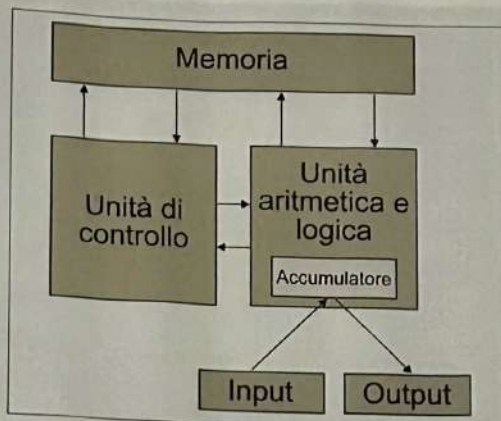 Memoria
Unità di
controllo
Unità
aritmetica e
logica
Accumulatore
Input
Output